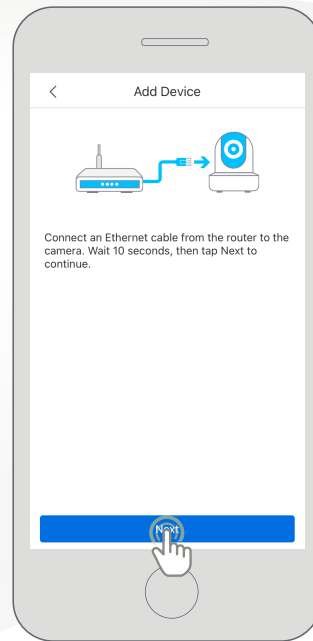 Add Device
Connect an Ethernet cable from the router to the
camera. Wait 10 seconds, then tap Next to
continue.
Next